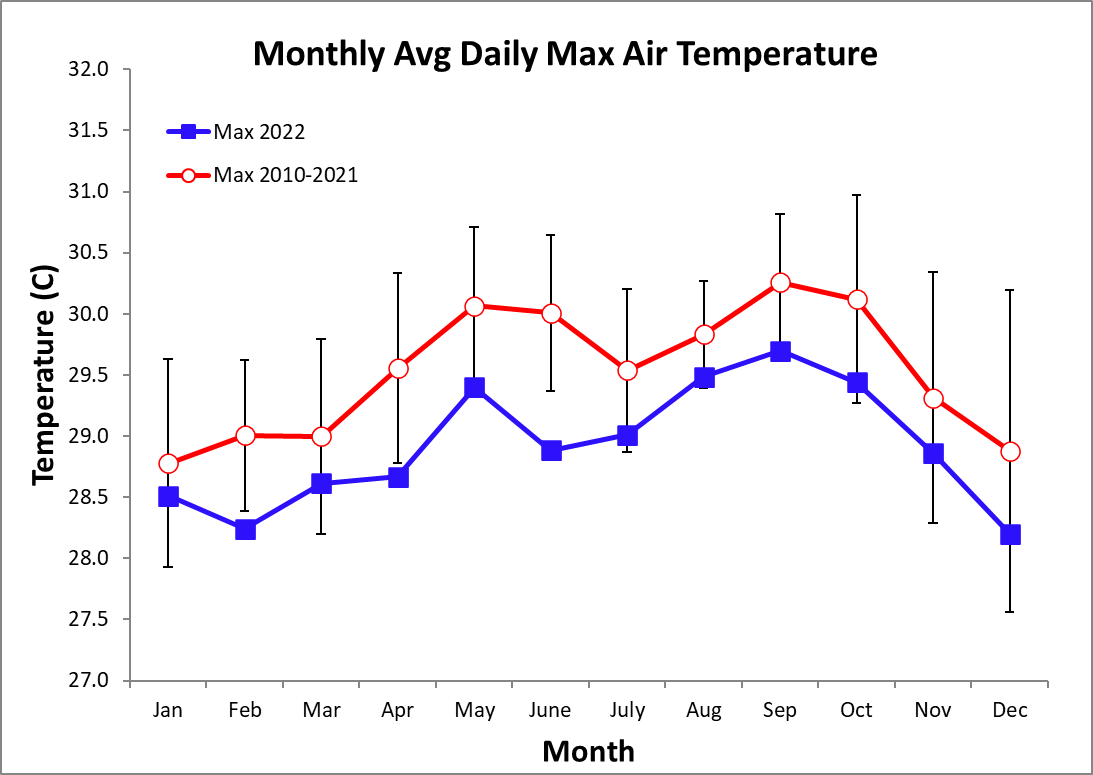 Monthly Avg Daily Max Air Temperature
32.0
31.5
31.0
30.5
30.0
29.5
29.0
28.5
28.0
27.5
27.0
Max 2022
Max 2010-2021
Temperature (C)
Jan Feb Mar Apr May June July Aug Sep Oct Nov Dec
Month